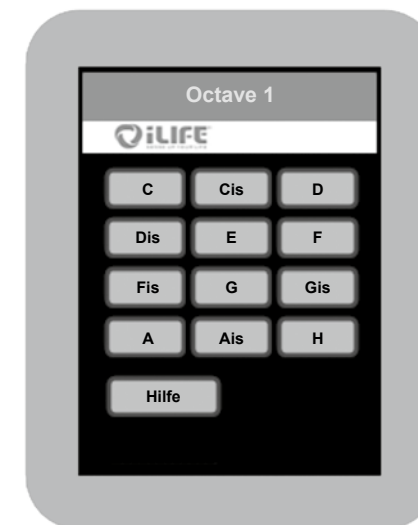 Octave 1
iLIFE
C Cis D
Dis E F
Fis G Gis
A Ais H
Hilfe